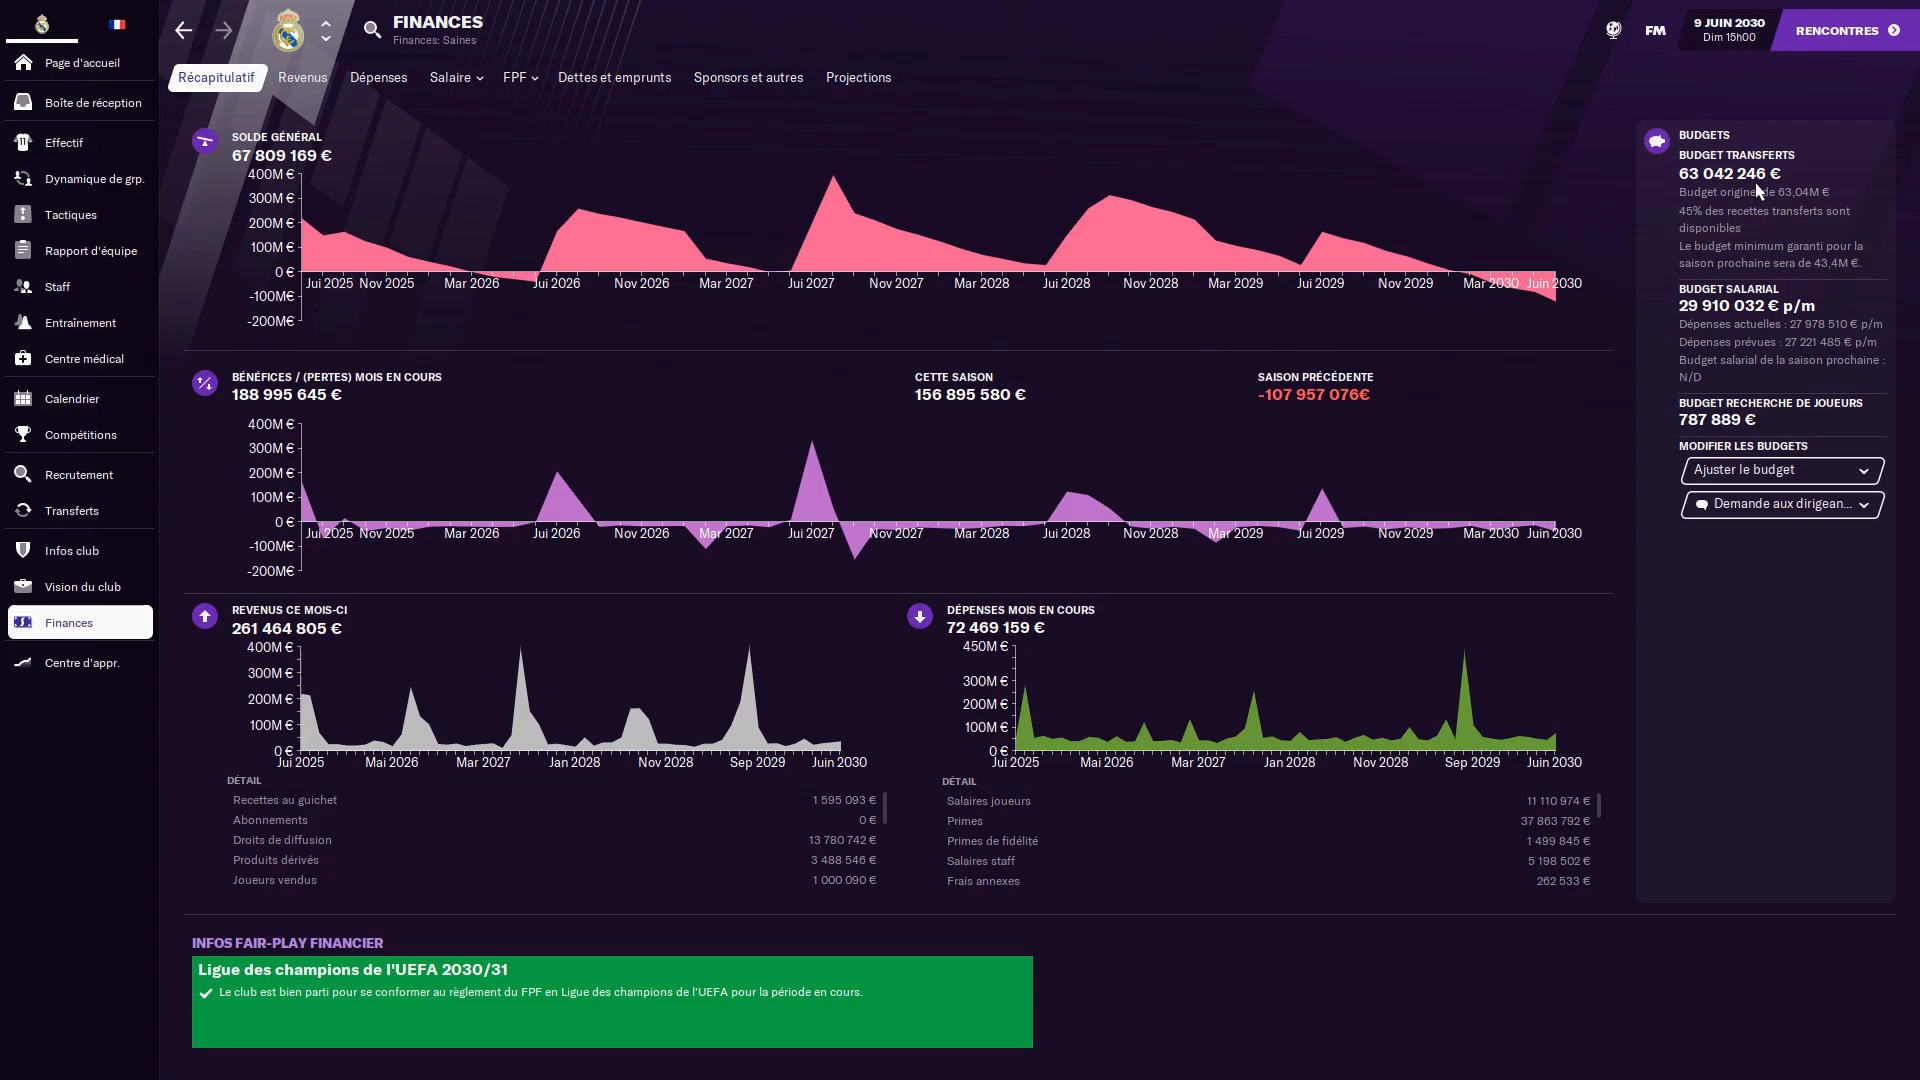 FINANCES
Finances: Saines
FM
9 JUIN 2030
Dim 15h00
RENCONTRES
Page d'accueil
Boîte de réception
Effectif
Dynamique de grp.
Tactiques
Rapport d'équipe
Staff
Entraînement
Centre médical
Calendrier
Compétitions
Recrutement
Transferts
Infos club
Vision du club
Finances
Centre d'appr.
Récapitulatif
Revenus
Dépenses
Salaire
FPF
Dettes et emprunts
Sponsors et autres
Projections
SOLDE GÉNÉRAL
67 809 169 €
400M €
300M €
200M €
100M €
0 €
-100M€
-200M€
Jui 2025 Nov 2025 Mar 2026 Jui 2026 Nov 2026 Mar 2027 Jui 2027 Nov 2027 Mar 2028 Jui 2028 Nov 2028 Mar 2029 Jui 2029 Nov 2029 Mar 2030 Juin 2030
BÉNÉFICES / (PERTES) MOIS EN COURS
188 995 645 €
CETTE SAISON
156 895 580 €
SAISON PRÉCÉDENTE
-107 957 076€
400M €
300M €
200M €
100M €
0 €
-100M€
-200M€
Jui 2025 Nov 2025 Mar 2026 Jui 2026 Nov 2026 Mar 2027 Jui 2027 Nov 2027 Mar 2028 Jui 2028 Nov 2028 Mar 2029 Jui 2029 Nov 2029 Mar 2030 Juin 2030
REVENUS CE MOIS-CI
261 464 805 €
400M €
300M €
200M €
100M €
0 €
Jui 2025 Mai 2026 Mar 2027 Jan 2028 Nov 2028 Sep 2029 Juin 2030
DÉTAIL
Recettes au guichet 1 595 093 €
Abonnements 0 €
Droits de diffusion 13 780 742 €
Produits dérivés 3 488 546 €
Joueurs vendus 1 000 090 €
DÉPENSES MOIS EN COURS
72 469 159 €
450M €
300M €
200M €
100M €
0 €
Jui 2025 Mai 2026 Mar 2027 Jan 2028 Nov 2028 Sep 2029 Juin 2030
DÉTAIL
Salaires joueurs 11 110 974 €
Primes 37 863 792 €
Primes de fidélité 1 499 845 €
Salaires staff 5 198 502 €
Frais annexes 262 533 €
INFOS FAIR-PLAY FINANCIER
Ligue des champions de l'UEFA 2030/31
Le club est bien parti pour se conformer au règlement du FPF en Ligue des champions de l'UEFA pour la période en cours.
BUDGETS
BUDGET TRANSFERTS
63 042 246 €
Budget origine de 63,04M €
45% des recettes transferts sont
disponibles
Le budget minimum garanti pour la
saison prochaine sera de 43,4M €.
BUDGET SALARIAL
29 910 032 € p/m
Dépenses actuelles : 27 978 510 € p/m
Dépenses prévues : 27 221 485 € p/m
Budget salarial de la saison prochaine :
N/D
BUDGET RECHERCHE DE JOUEURS
787 889 €
MODIFIER LES BUDGETS
Ajuster le budget
Demande aux dirigean...